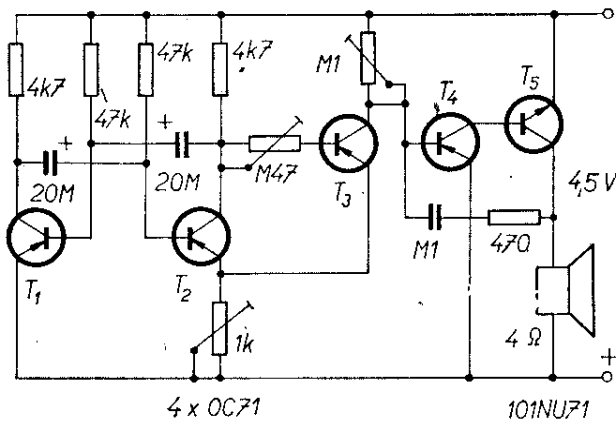 4k7
47k
47k
4k7
M1
T4
T5
+
+
20M
20M
M47
T3
4,5 V
T1
T2
M1
470
1k
4 Ω
+
4 x OC71
101NU71